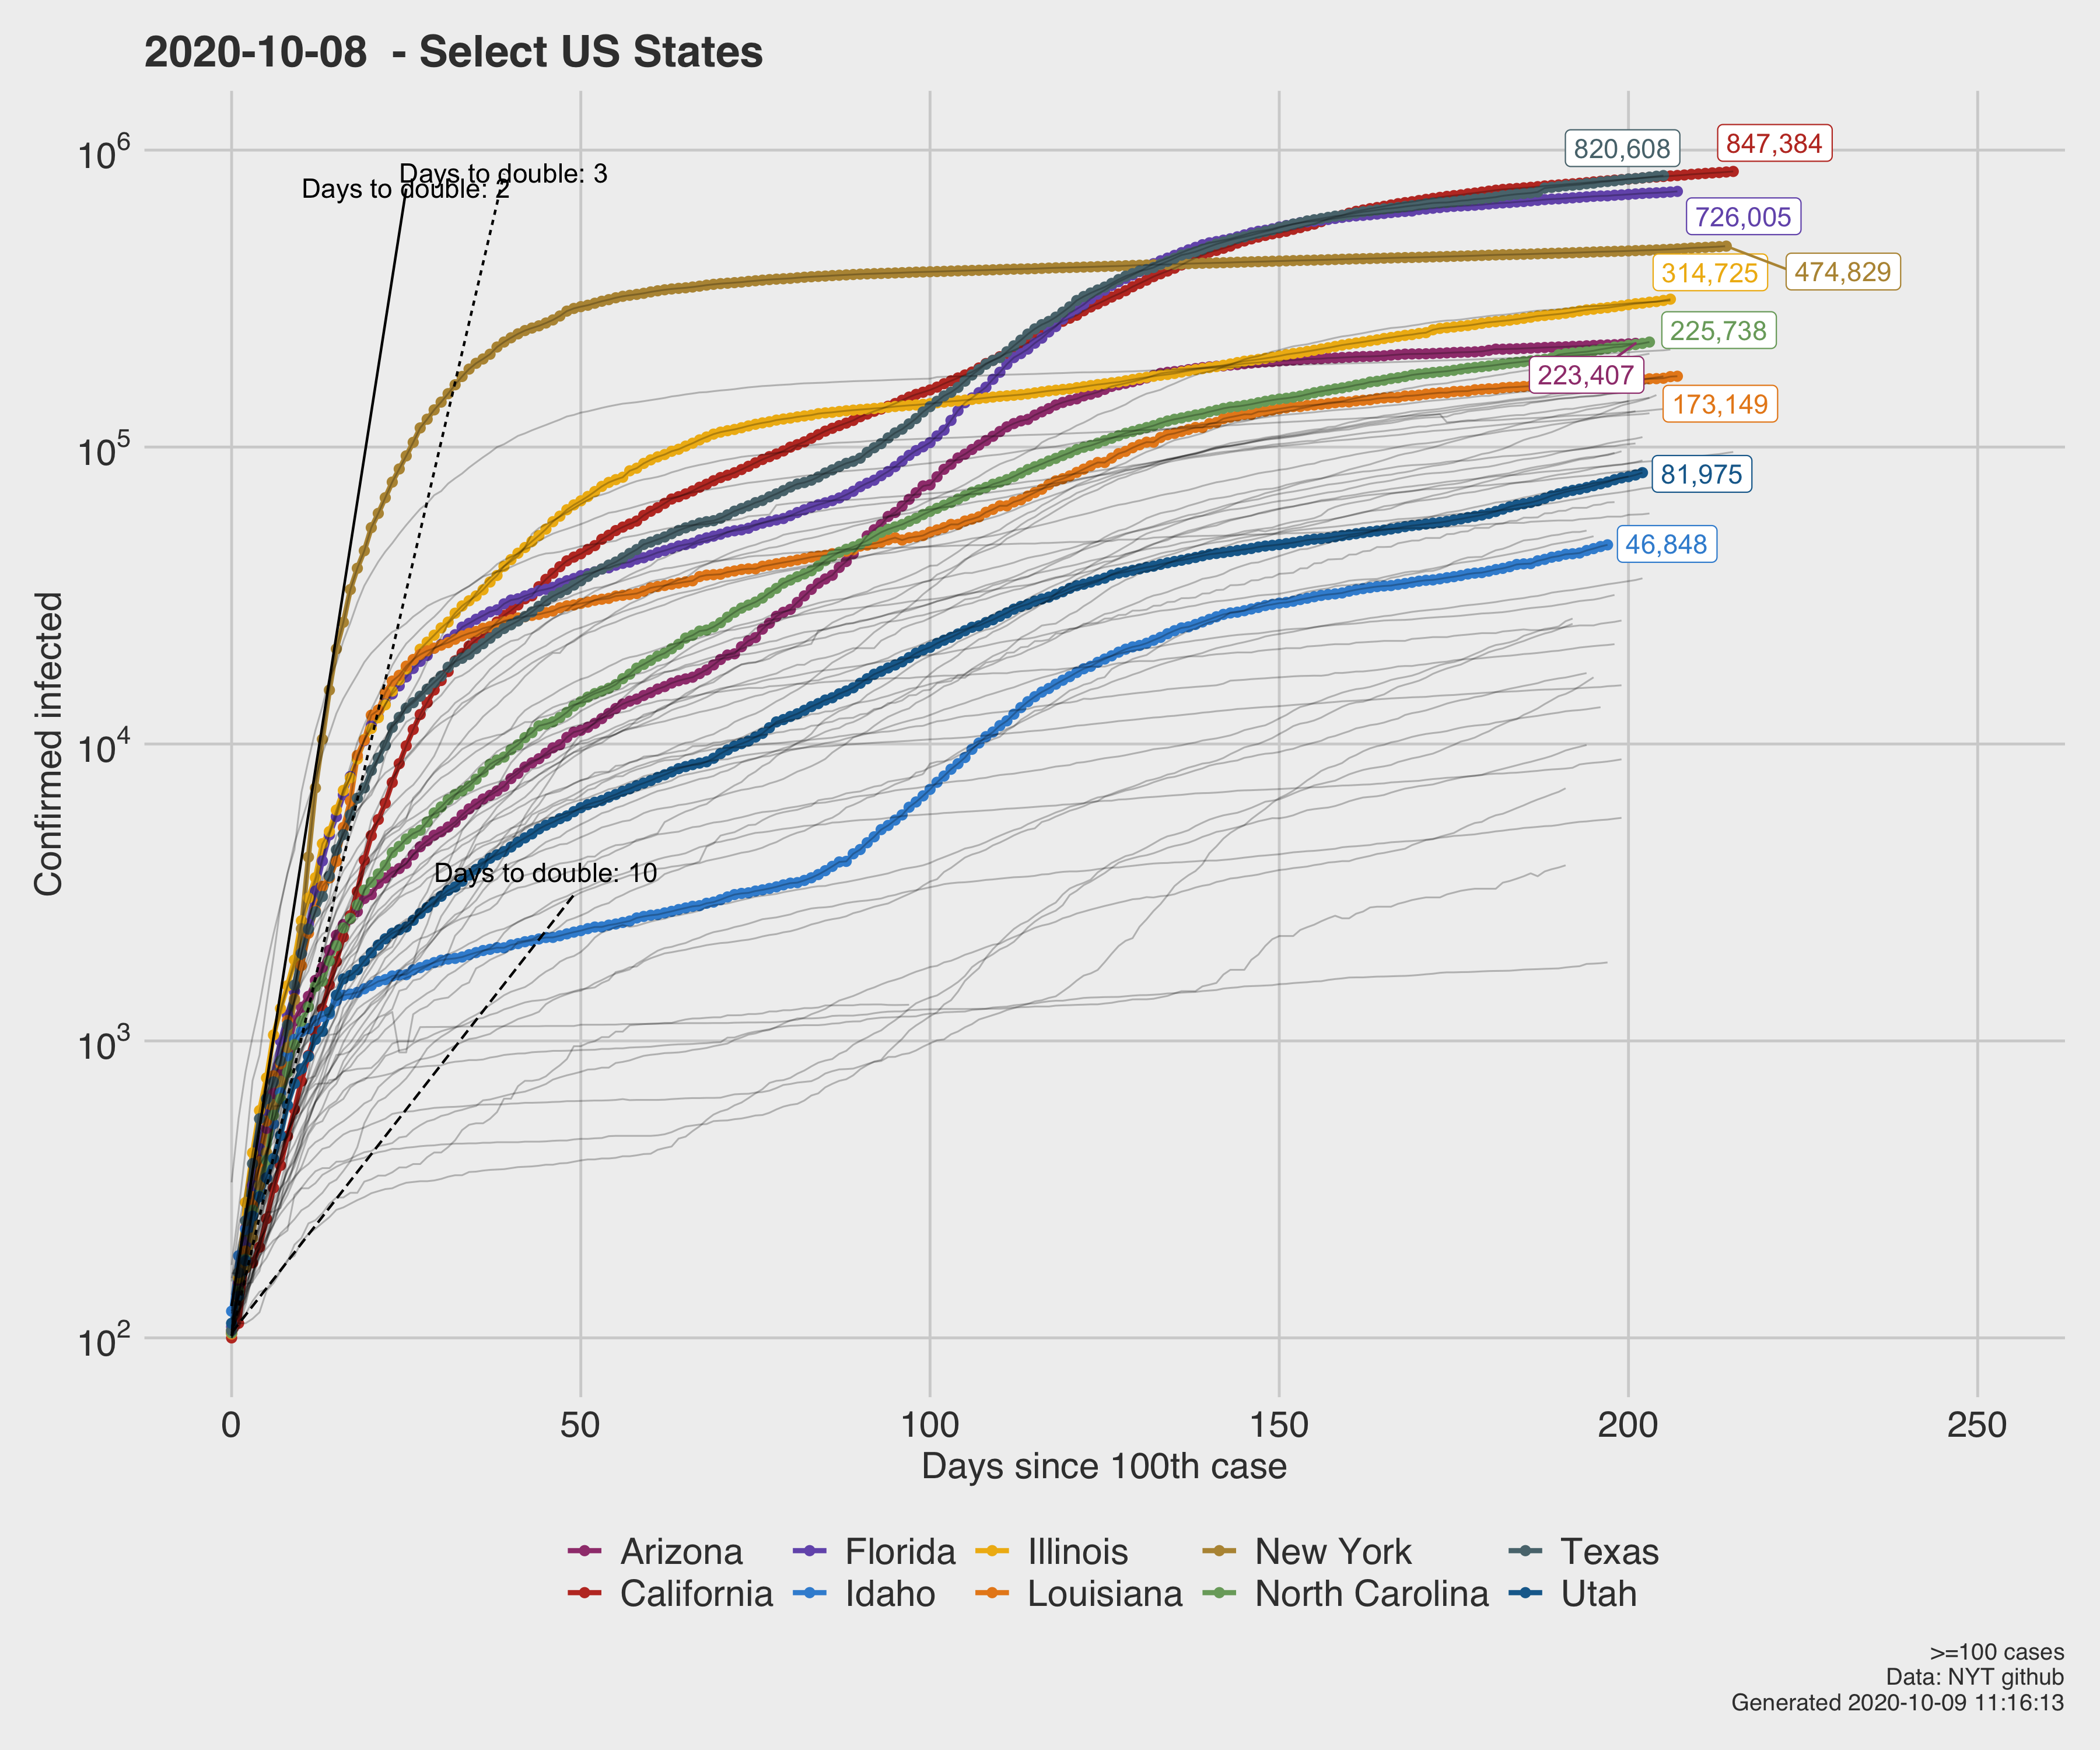 2020-10-08  - Select US States
Confirmed infected
10^6
10^5
10^4
10^3
10^2
Days to double: 3
Days to double: 2
Days to double: 10
820,608
847,384
726,005
474,829
314,725
225,738
223,407
173,149
81,975
46,848
0 50 100 150 200 250
Days since 100th case
Arizona Florida Illinois New York Texas
California Idaho Louisiana North Carolina Utah
>=100 cases
Data: NYT github
Generated 2020-10-09 11:16:13